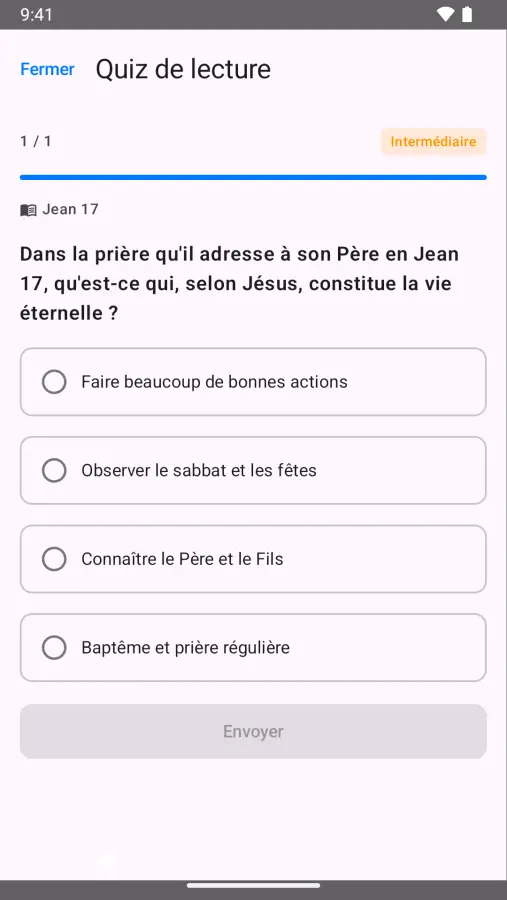 9:41
Fermer Quiz de lecture
1 / 1 Intermédiaire
Jean 17
Dans la prière qu'il adresse à son Père en Jean
17, qu'est-ce qui, selon Jésus, constitue la vie
éternelle ?
Faire beaucoup de bonnes actions
Observer le sabbat et les fêtes
Connaître le Père et le Fils
Baptême et prière régulière
Envoyer